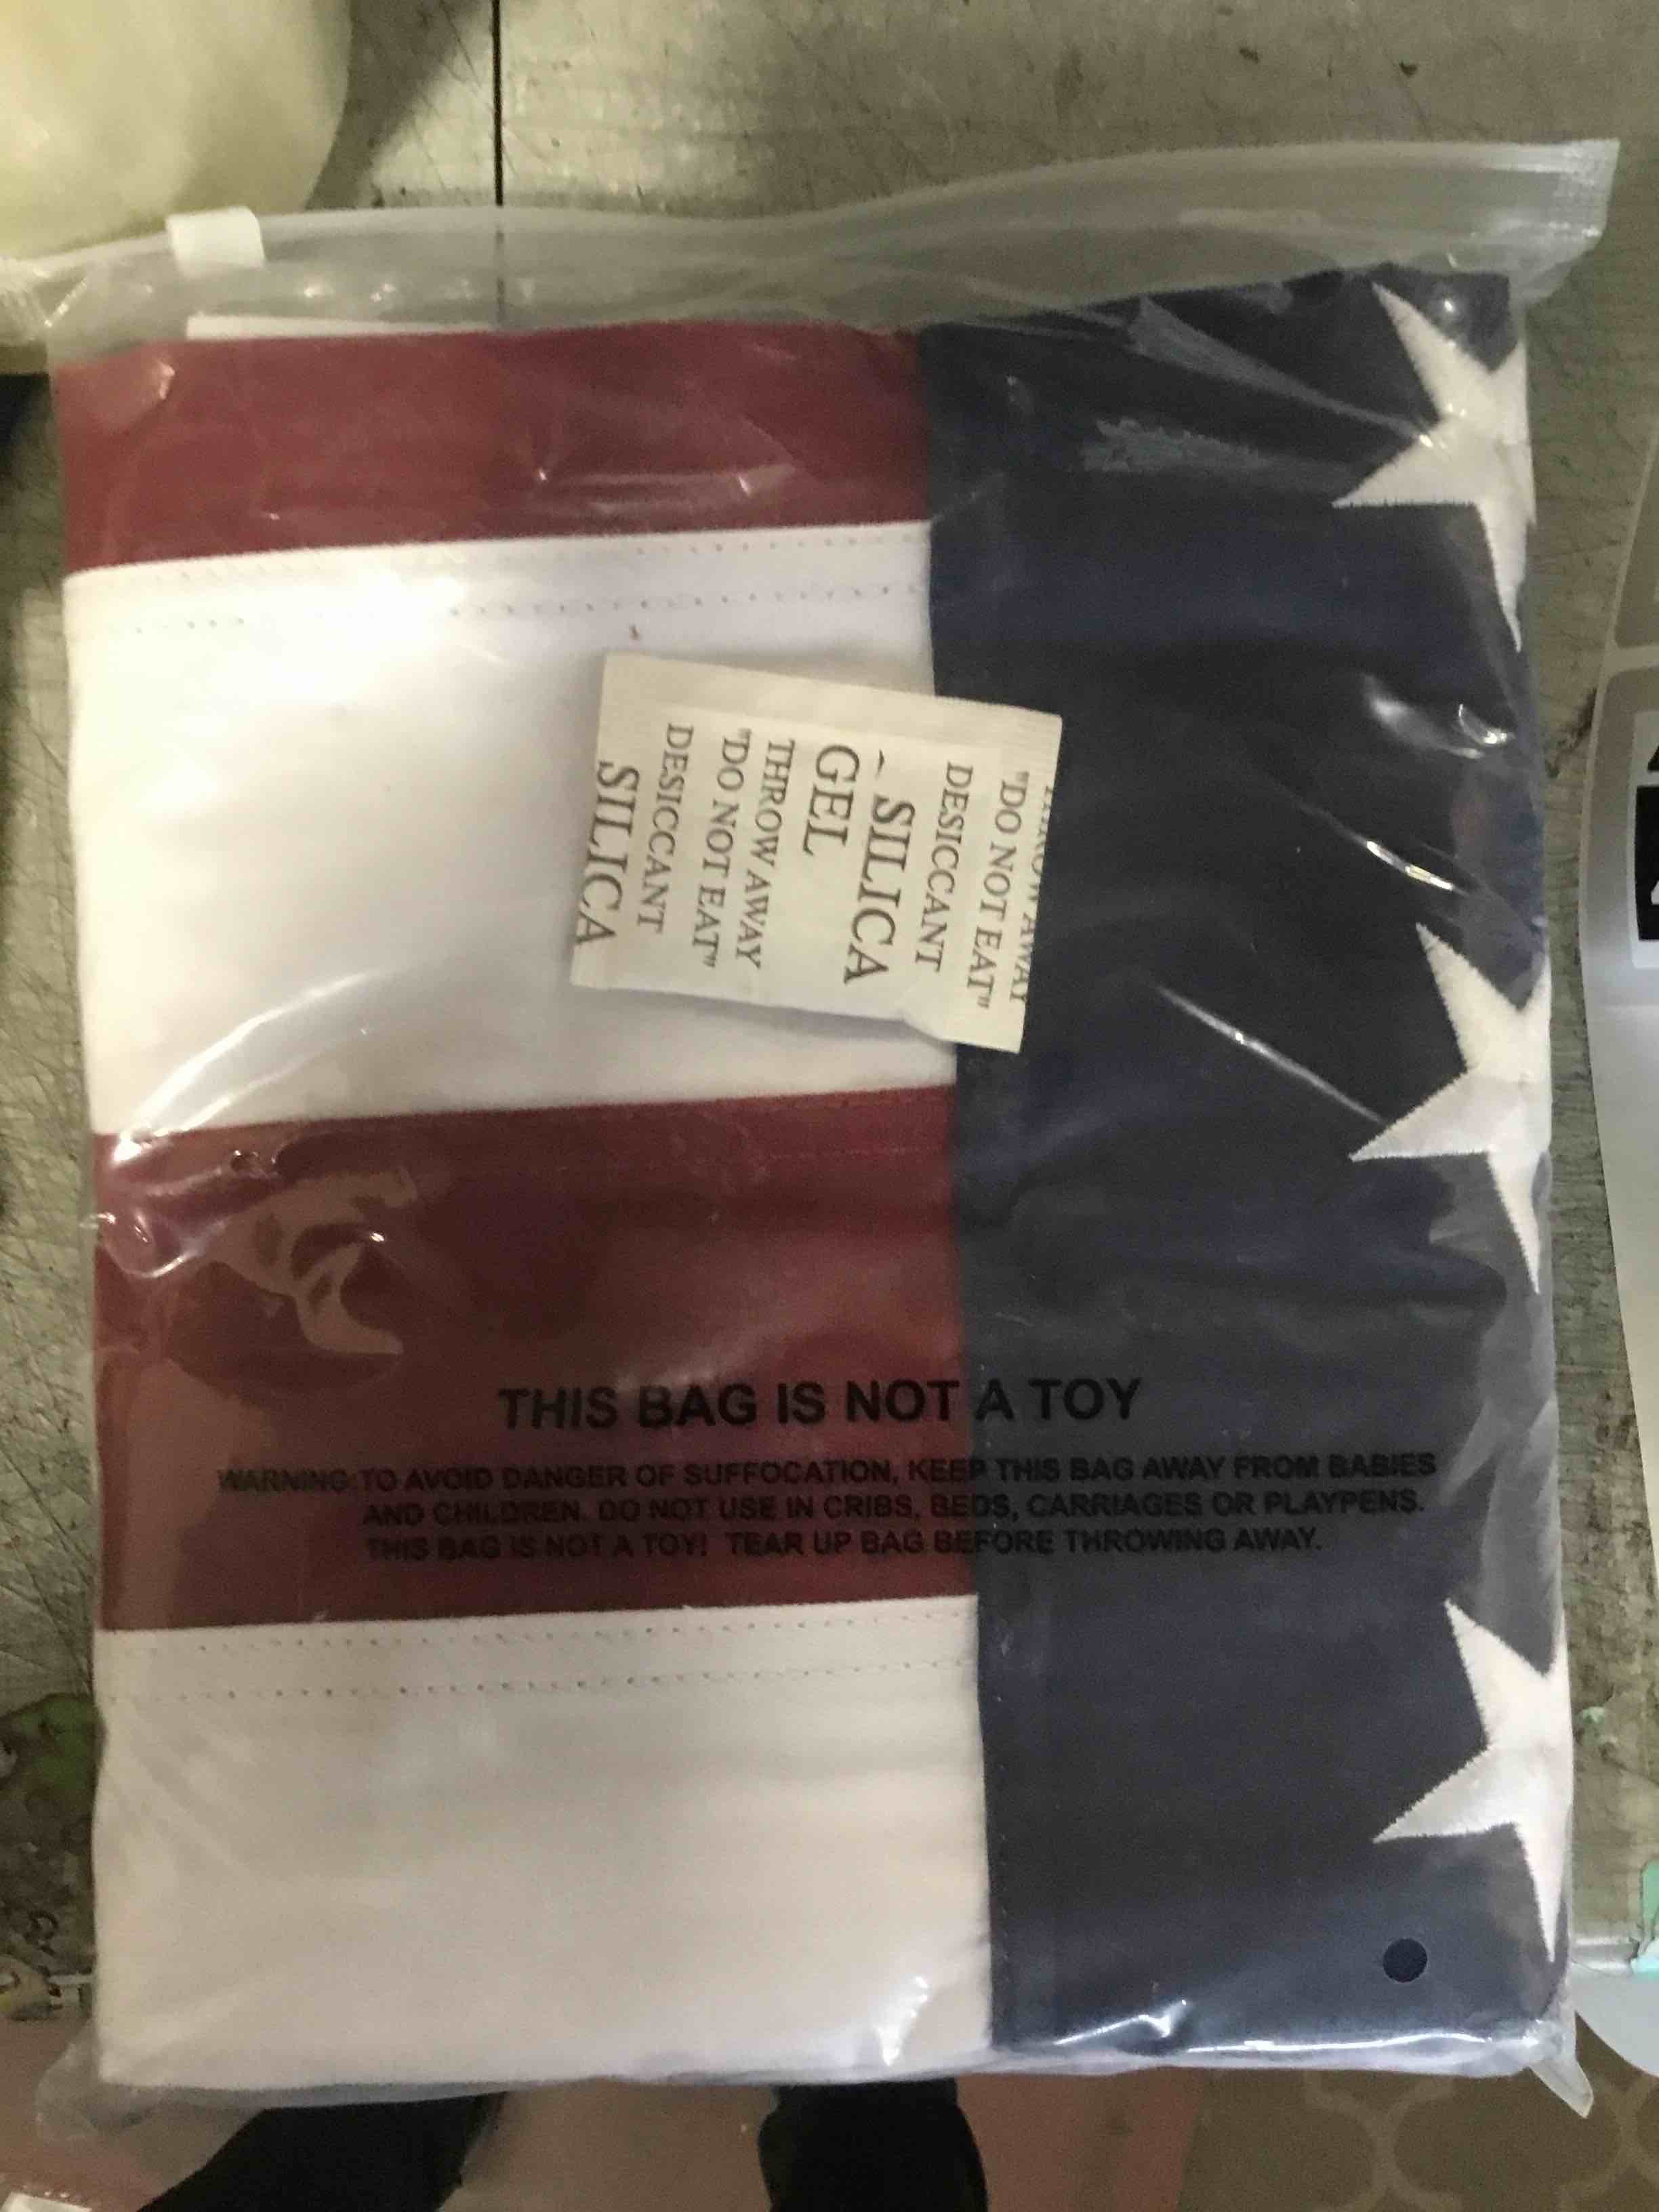 THROW AWAY
"DO NOT EAT"
DESICCANT
~ SILICA
GEL
THROW AWAY
"DO NOT EAT"
DESICCANT
SILICA
THIS BAG IS NOT A TOY
WARNING:TO AVOID DANGER OF SUFFOCATION, KEEP THIS BAG AWAY FROM BABIES
AND CHILDREN. DO NOT USE IN CRIBS, BEDS, CARRIAGES OR PLAYPENS.
THIS BAG IS NOT A TOY! TEAR UP BAG BEFORE THROWING AWAY.